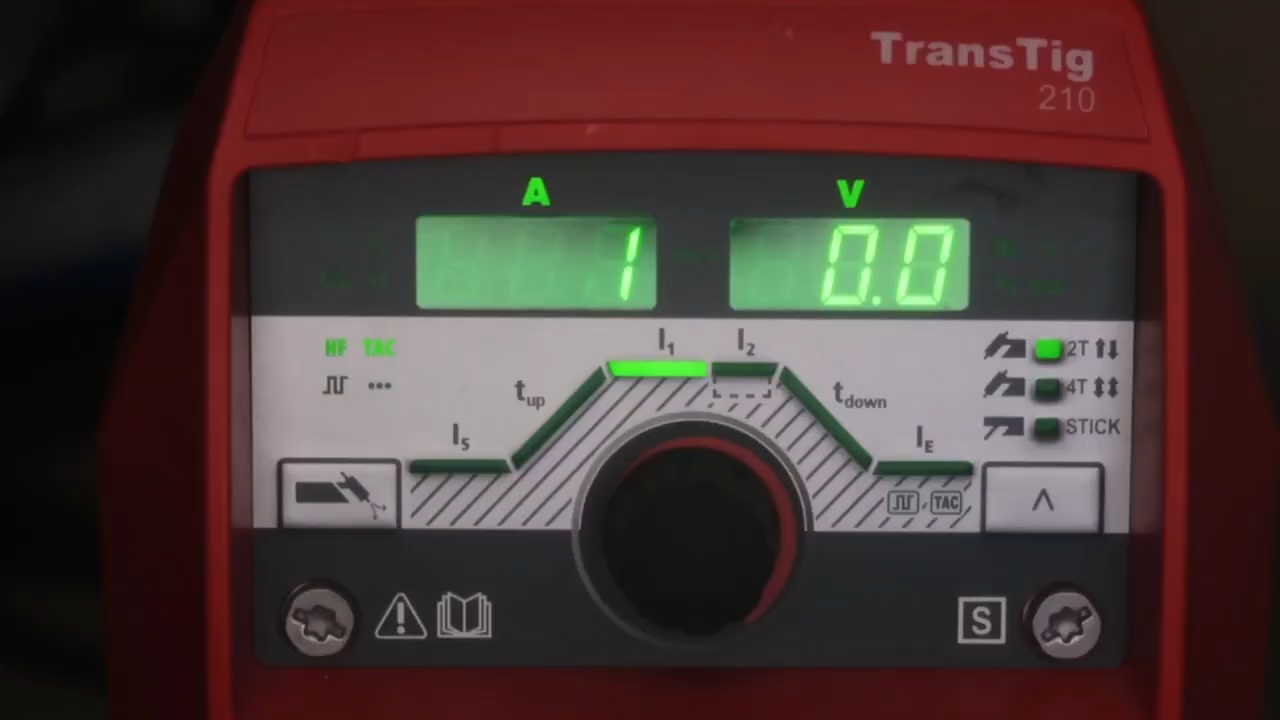 TransTig
210
A V
1 0.0
HF TAC
I1 I2
2T
tup tdown
4T
IS IE
STICK
TAC
S